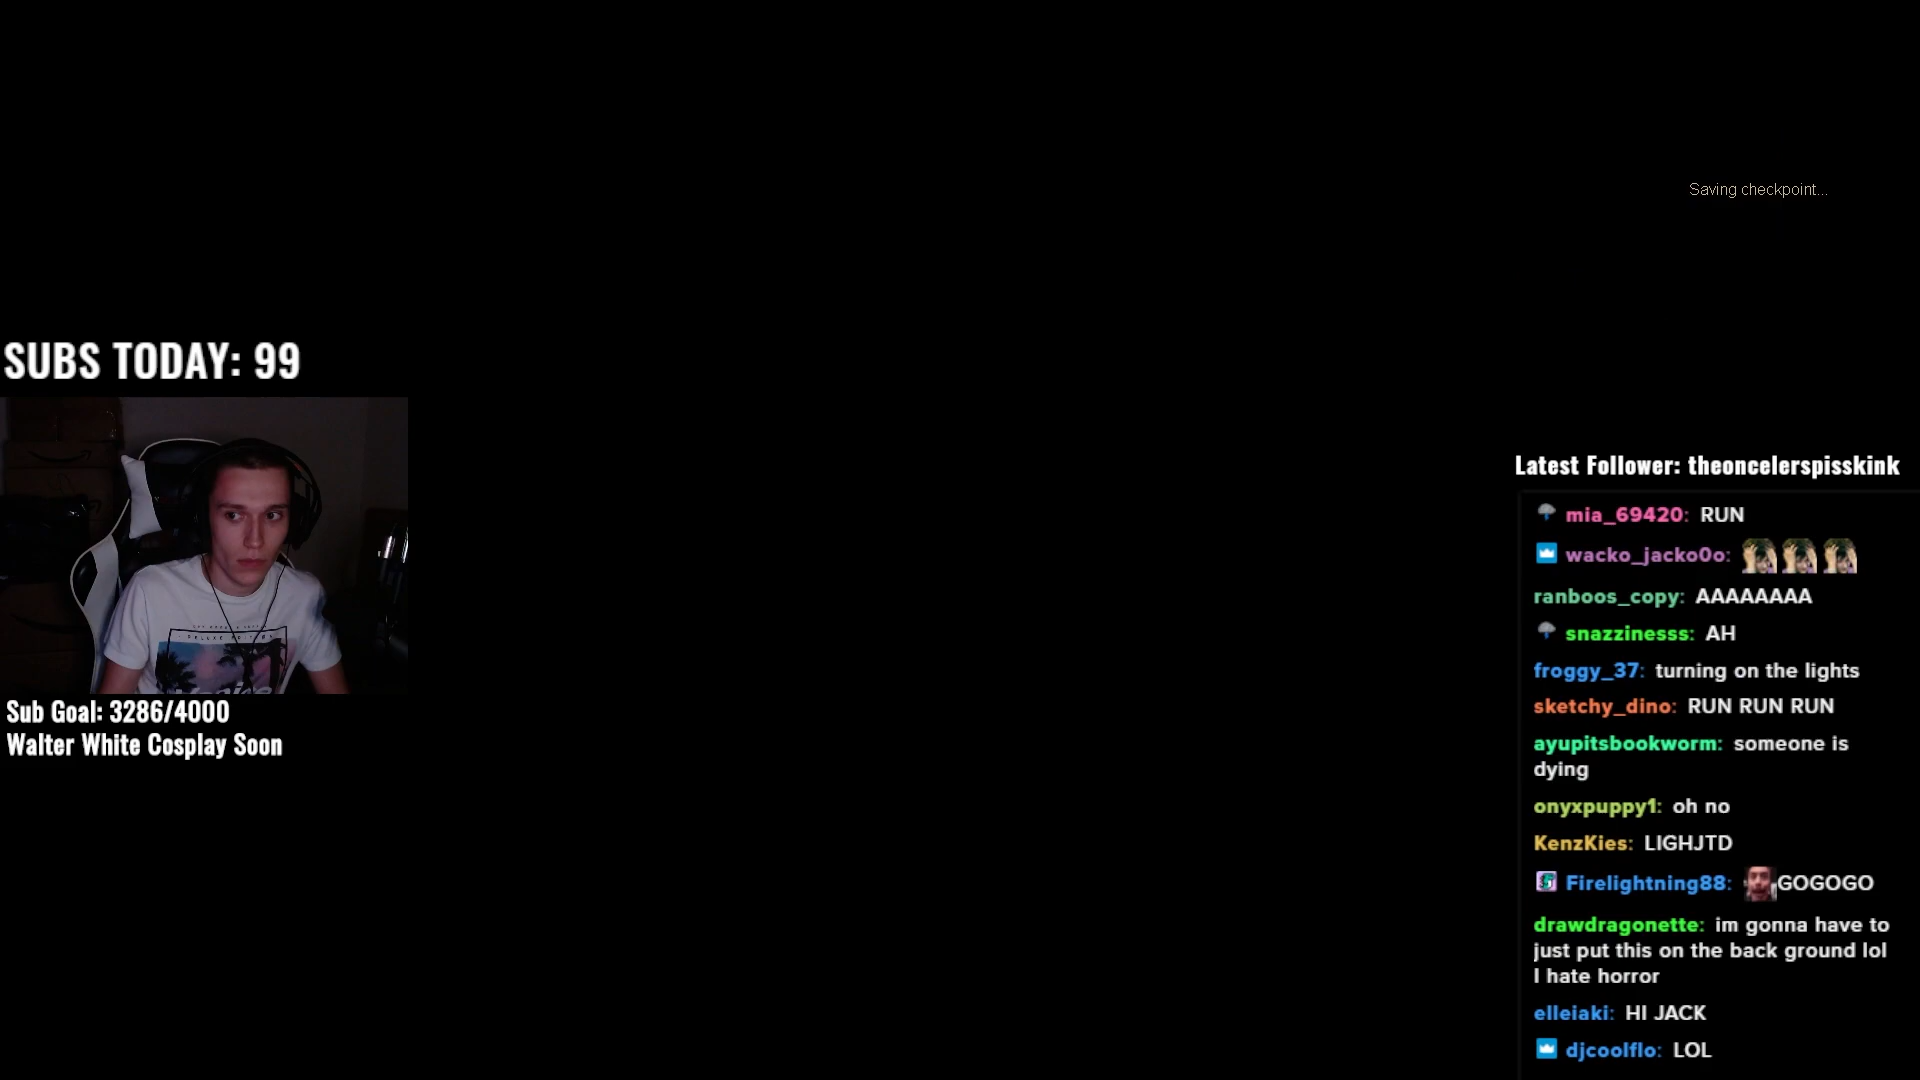 Saving checkpoint...
SUBS TODAY: 99
DELUXE EDITION
Sub Goal: 3286/4000
Walter White Cosplay Soon
Latest Follower: theoncelerspisskink
mia_69420: RUN
wacko_jacko0o:
ranboos_copy: AAAAAAAA
snazzinesss: AH
froggy_37: turning on the lights
sketchy_dino: RUN RUN RUN
ayupitsbookworm: someone is
dying
onyxpuppy1: oh no
KenzKies: LIGHJTD
Firelightning88: GOGOGO
drawdragonette: im gonna have to
just put this on the back ground lol
I hate horror
elleiaki: HI JACK
djcoolflo: LOL